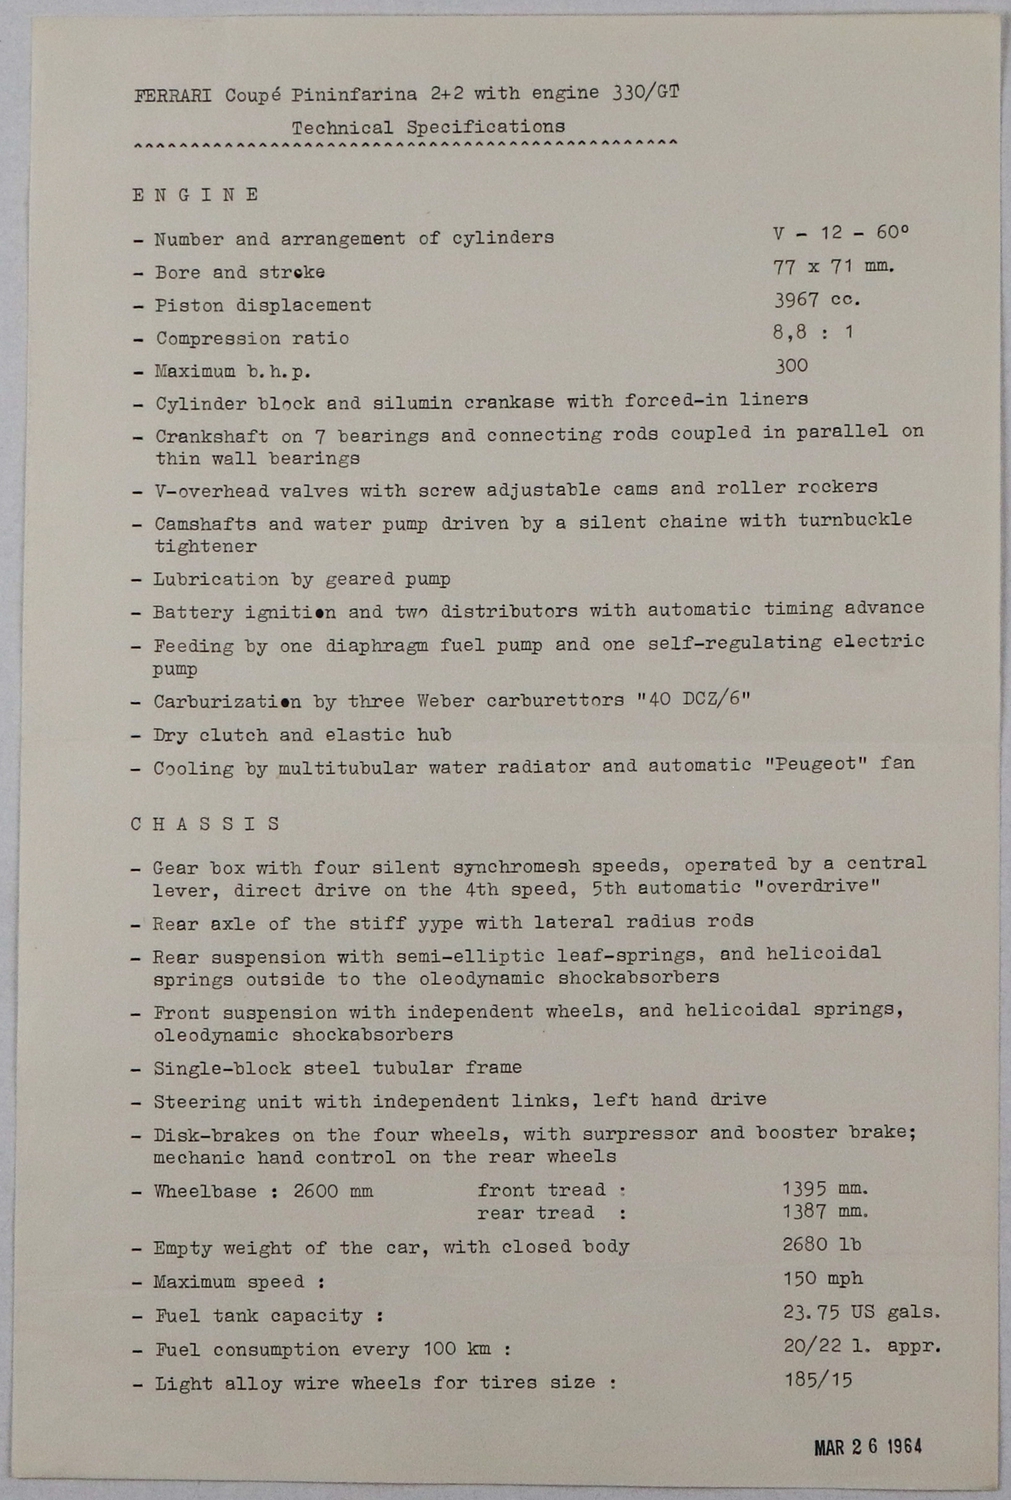 FERRARI Coupé Pininfarina 2+2 with engine 330/GT
Technical Specifications
^^^^^^^^^^^^^^^^^^^^^^^^^^^^^^^^^^^^^^^^^^^^^^^^
E N G I N E
- Number and arrangement of cylinders V - 12 - 60º
- Bore and stroke 77 x 71 mm.
- Piston displacement 3967 cc.
- Compression ratio 8,8 : 1
- Maximum b.h.p. 300
- Cylinder block and silumin crankase with forced-in liners
- Crankshaft on 7 bearings and connecting rods coupled in parallel on
thin wall bearings
- V-overhead valves with screw adjustable cams and roller rockers
- Camshafts and water pump driven by a silent chaine with turnbuckle
tightener
- Lubrication by geared pump
- Battery ignition and two distributors with automatic timing advance
- Feeding by one diaphragm fuel pump and one self-regulating electric
pump
- Carburization by three Weber carburettors "40 DCZ/6"
- Dry clutch and elastic hub
- Cooling by multitubular water radiator and automatic "Peugeot" fan
C H A S S I S
- Gear box with four silent synchromesh speeds, operated by a central
lever, direct drive on the 4th speed, 5th automatic "overdrive"
- Rear axle of the stiff yype with lateral radius rods
- Rear suspension with semi-elliptic leaf-springs, and helicoidal
springs outside to the oleodynamic shockabsorbers
- Front suspension with independent wheels, and helicoidal springs,
oleodynamic shockabsorbers
- Single-block steel tubular frame
- Steering unit with independent links, left hand drive
- Disk-brakes on the four wheels, with surpressor and booster brake;
mechanic hand control on the rear wheels
- Wheelbase : 2600 mm front tread : 1395 mm.
rear tread : 1387 mm.
- Empty weight of the car, with closed body 2680 lb
- Maximum speed : 150 mph
- Fuel tank capacity : 23.75 US gals.
- Fuel consumption every 100 km : 20/22 l. appr.
- Light alloy wire wheels for tires size : 185/15
MAR 26 1964